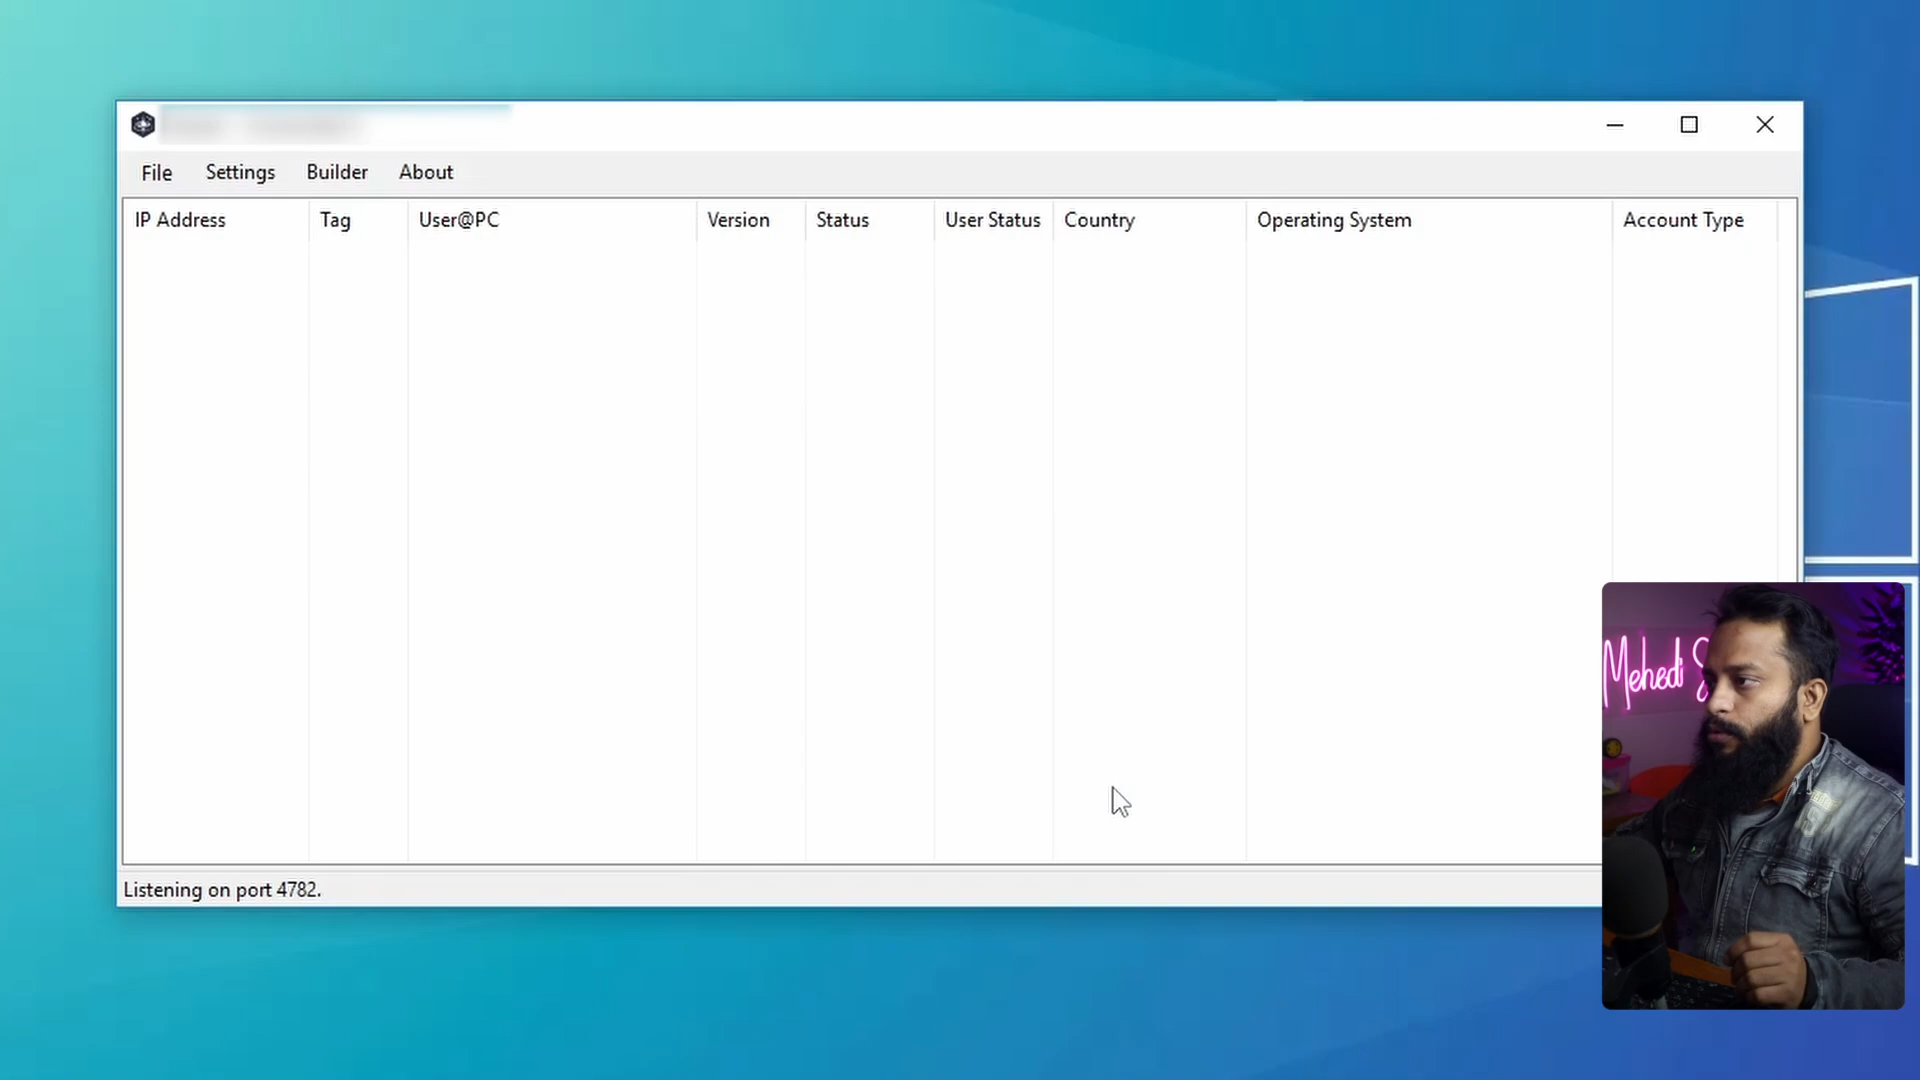 File Settings Builder About
IP Address Tag User@PC Version Status User Status Country Operating System Account Type
Mehedi S
Listening on port 4782.